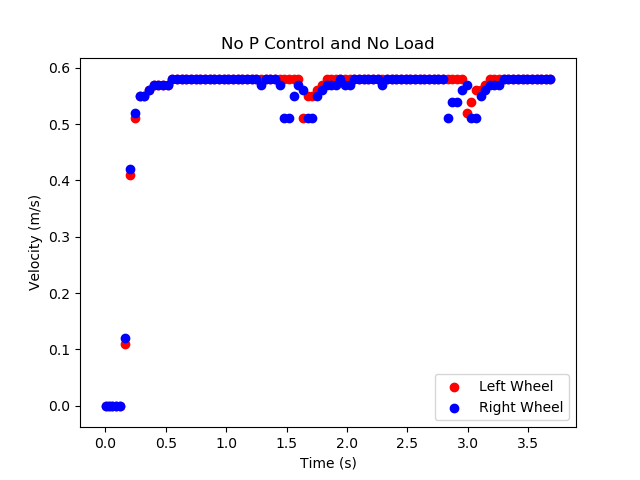 No P Control and No Load
0.6
0.5
0.4
0.3
0.2
0.1
0.0
Velocity (m/s)
0.0 0.5 1.0 1.5 2.0 2.5 3.0 3.5
Time (s)
Left Wheel
Right Wheel